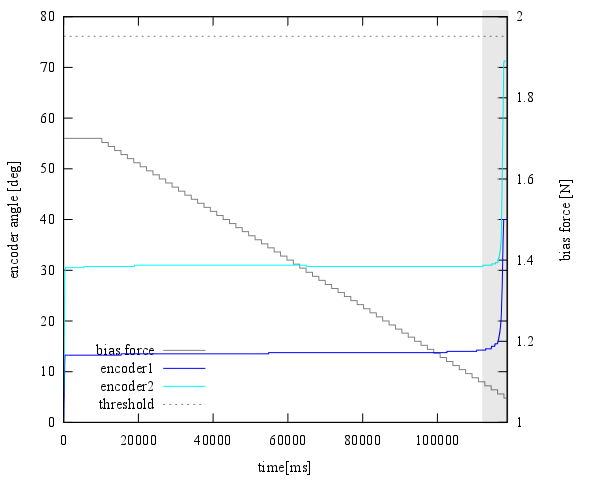 80
70
60
50
40
30
20
10
0
encoder angle [deg]
2
1.8
1.6
1.4
1.2
1
bias force [N]
bias force
encoder1
encoder2
threshold
0 20000 40000 60000 80000 100000
time[ms]